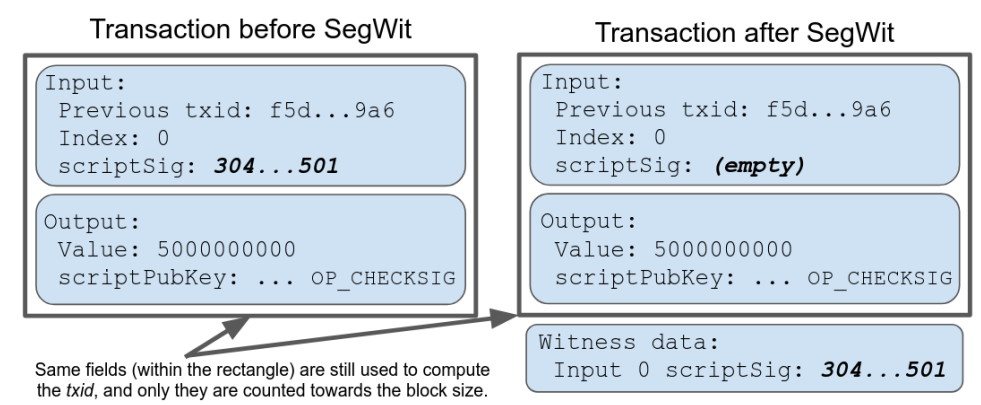 Transaction before SegWit
Input:
Previous txid: f5d...9a6
Index: 0
scriptSig: 304...501
Output:
Value: 5000000000
scriptPubKey: ... OP_CHECKSIG
Transaction after SegWit
Input:
Previous txid: f5d...9a6
Index: 0
scriptSig: (empty)
Output:
Value: 5000000000
scriptPubKey: ... OP_CHECKSIG
Witness data:
Input 0 scriptSig: 304...501
Same fields (within the rectangle) are still used to compute
the txid, and only they are counted towards the block size.